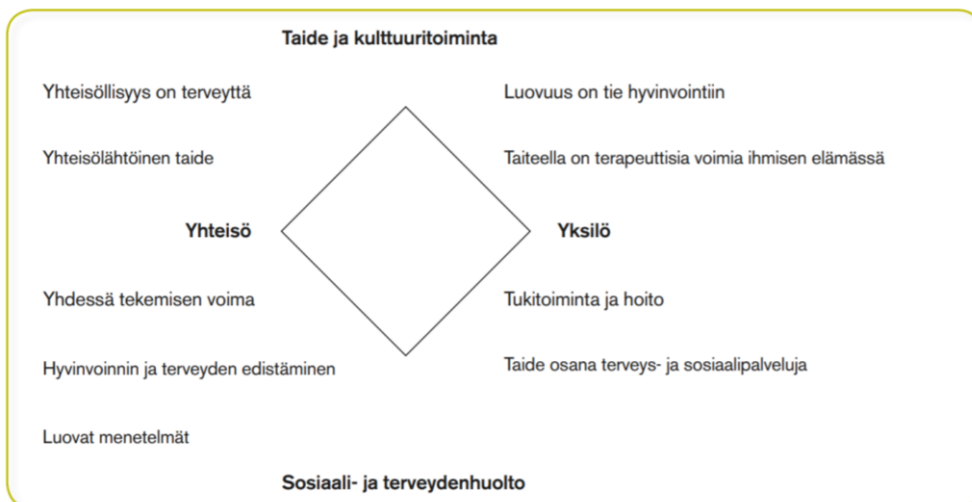 Taide ja kulttuuritoiminta
Yhteisöllisyys on terveyttä
Luovuus on tie hyvinvointiin
Yhteisölähtöinen taide
Taiteella on terapeuttisia voimia ihmisen elämässä
Yhteisö
Yksilö
Yhdessä tekemisen voima
Tukitoiminta ja hoito
Hyvinvoinnin ja terveyden edistäminen
Taide osana terveys- ja sosiaalipalveluja
Luovat menetelmät
Sosiaali- ja terveydenhuolto